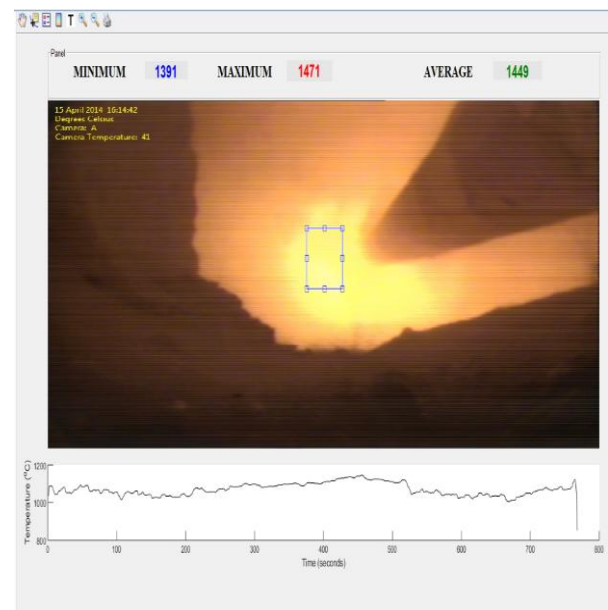 T
Panel
MINIMUM 1391 MAXIMUM 1471 AVERAGE 1449
15 April 2014 16:14:42
Degrees Celsius
Camera: A
Camera Temperature: 41
Temperature (°C)
1200
1000
800
0 100 200 300 400 500 600 700 800
Time (seconds)